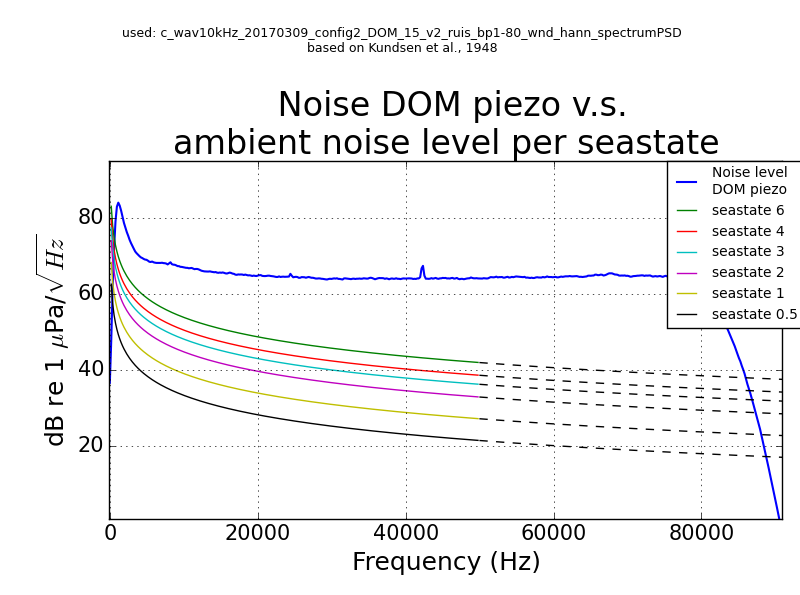 used: c_wav10kHz_20170309_config2_DOM_15_v2_ruis_bp1-80_wnd_hann_spectrumPSD
based on Kundsen et al., 1948
Noise DOM piezo v.s.
ambient noise level per seastate
Noise level
DOM piezo
seastate 6
seastate 4
seastate 3
seastate 2
seastate 1
seastate 0.5
dB re 1 μPa/√Hz
80
60
40
20
0 20000 40000 60000 80000
Frequency (Hz)